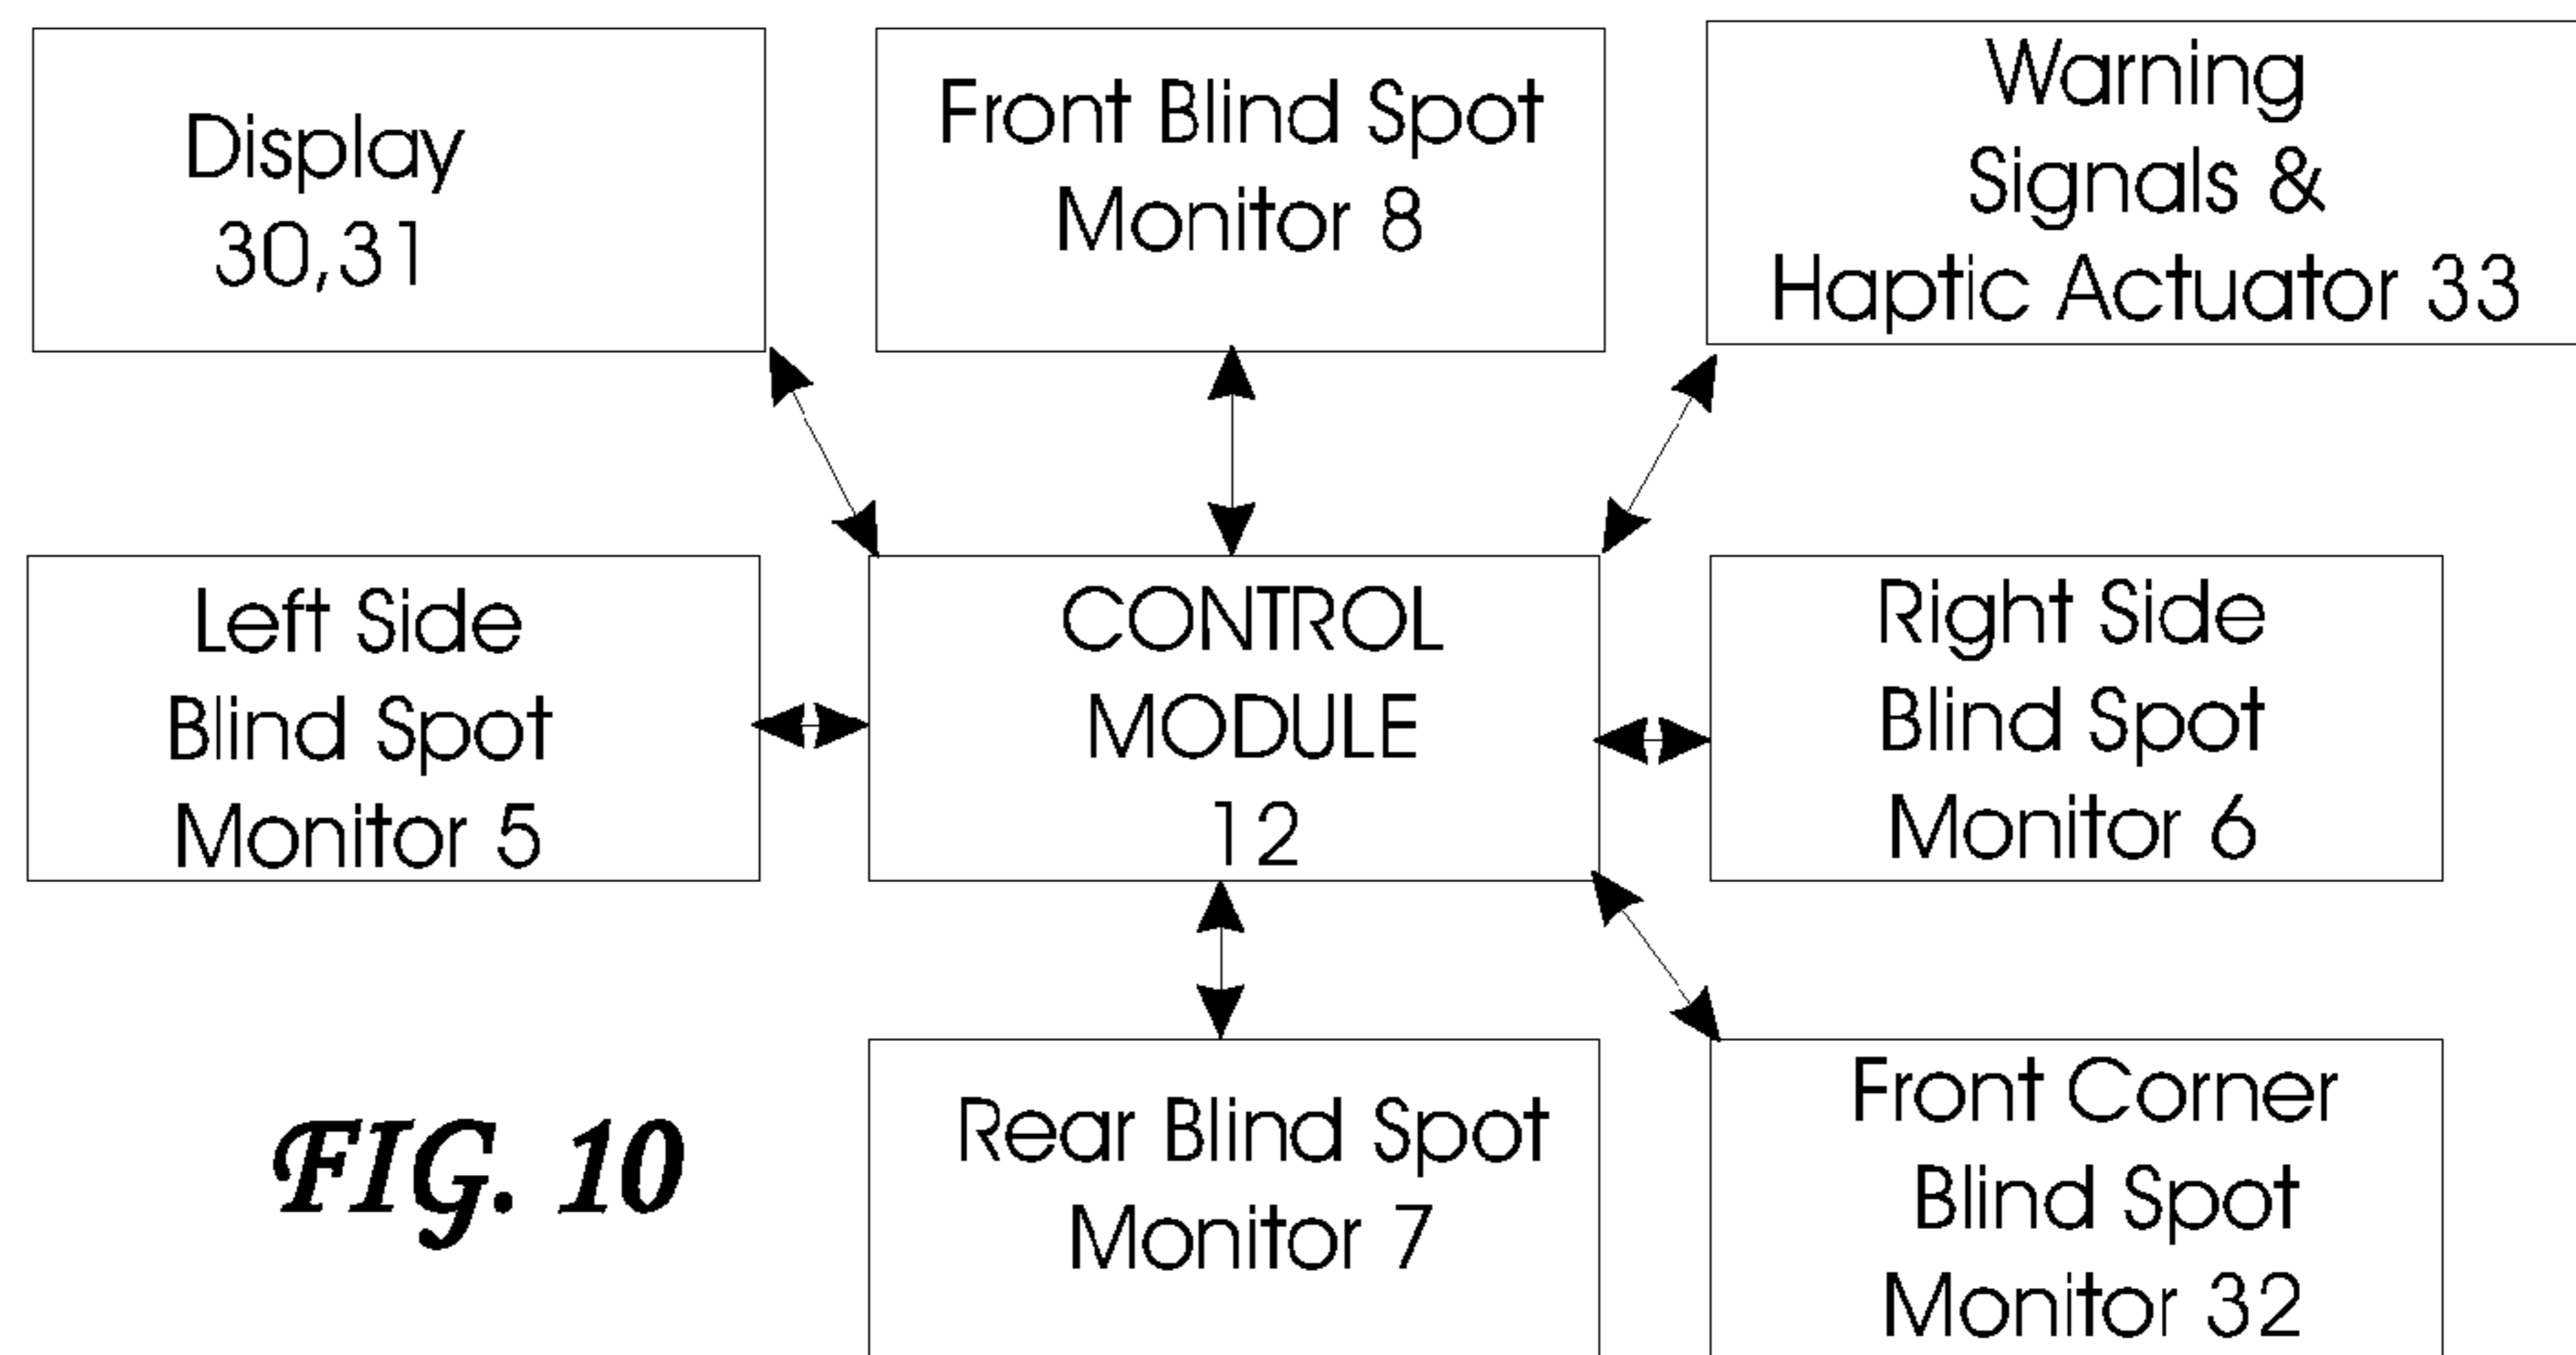 Display
30,31
Front Blind Spot
Monitor 8
Warning
Signals &
Haptic Actuator 33
Left Side
Blind Spot
Monitor 5
CONTROL
MODULE
12
Right Side
Blind Spot
Monitor 6
FIG. 10
Rear Blind Spot
Monitor 7
Front Corner
Blind Spot
Monitor 32